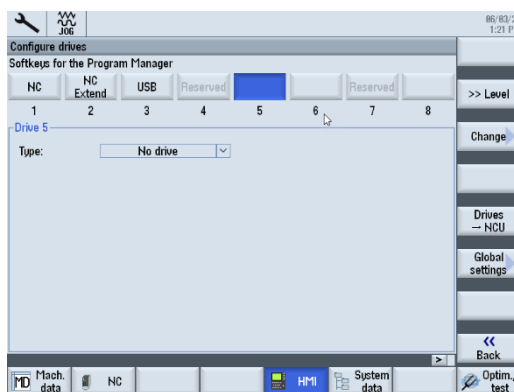 JOG
06/03/2
1:21 P
Configure drives
Softkeys for the Program Manager
NC
NC
Extend
USB
Reserved
Reserved
>> Level
1 2 3 4 5 6 7 8
Drive 5
Type: No drive
Change
Drives
→ NCU
Global
settings
<<
Back
>
MD Mach.
data
NC
HMI
System
data
Optim.
test